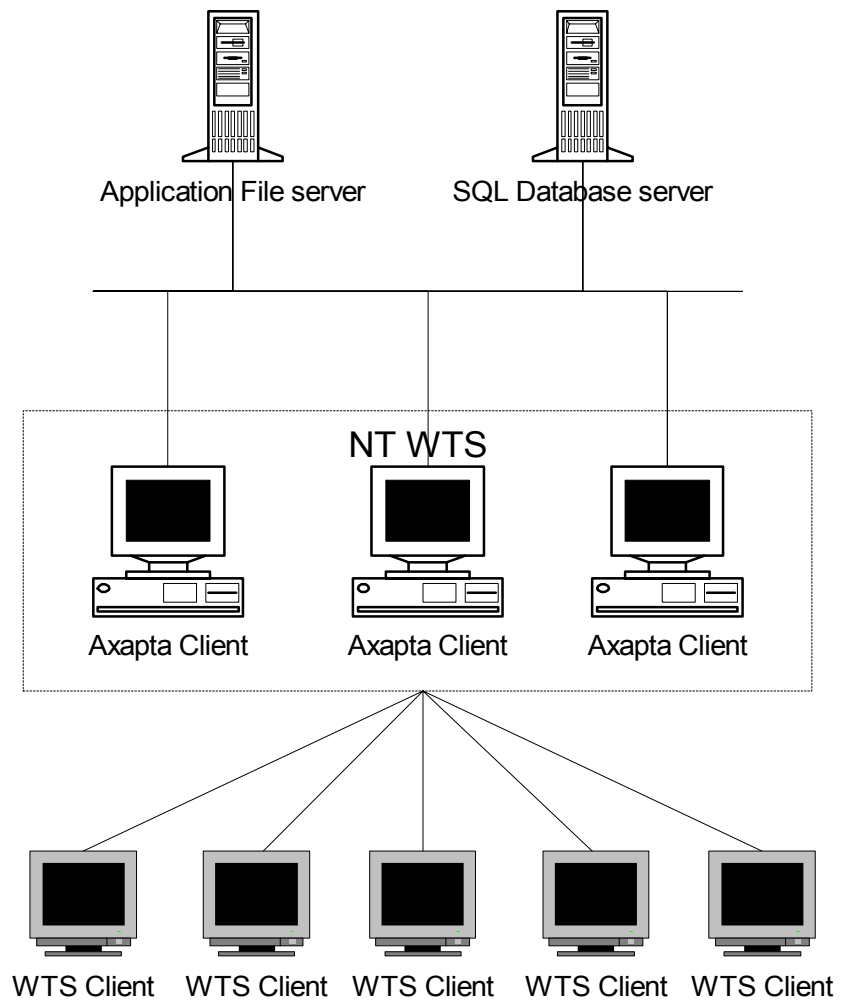 Application File server
SQL Database server
NT WTS
Axapta Client
Axapta Client
Axapta Client
WTS Client
WTS Client
WTS Client
WTS Client
WTS Client